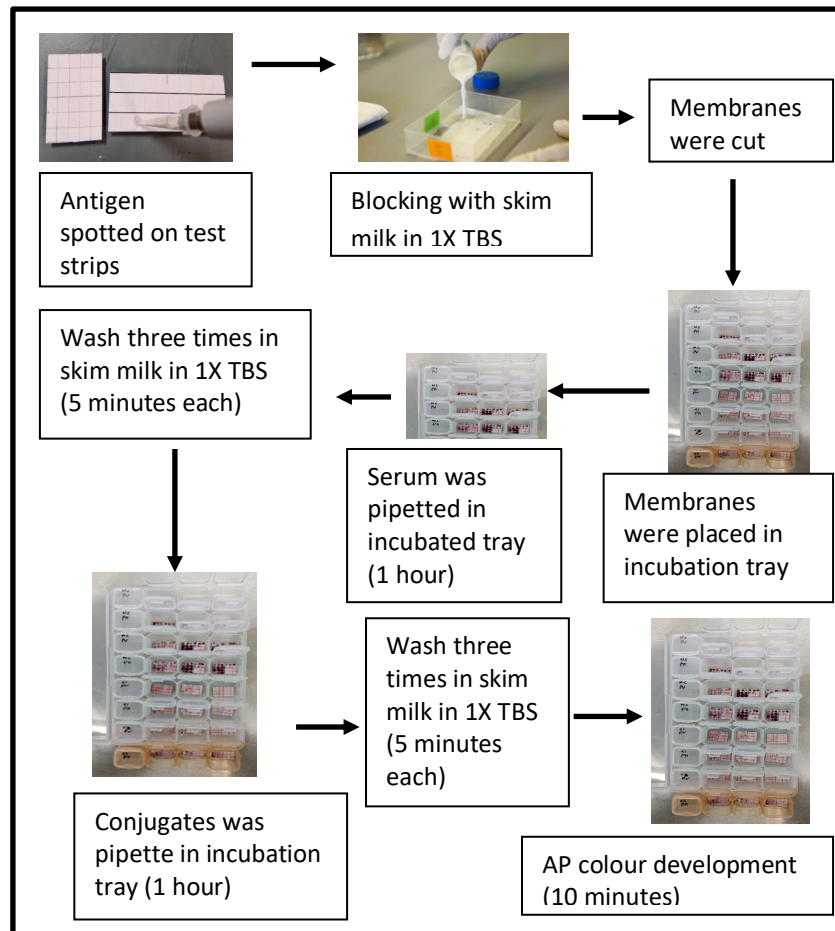 Antigen
spotted on test
strips
Blocking with skim
milk in 1X TBS
Membranes
were cut
Membranes
were placed in
incubation tray
Serum was
pipetted in
incubated tray
(1 hour)
Wash three times in
skim milk in 1X TBS
(5 minutes each)
Conjugates was
pipette in incubation
tray (1 hour)
Wash three
times in skim
milk in 1X TBS
(5 minutes
each)
AP colour development
(10 minutes)